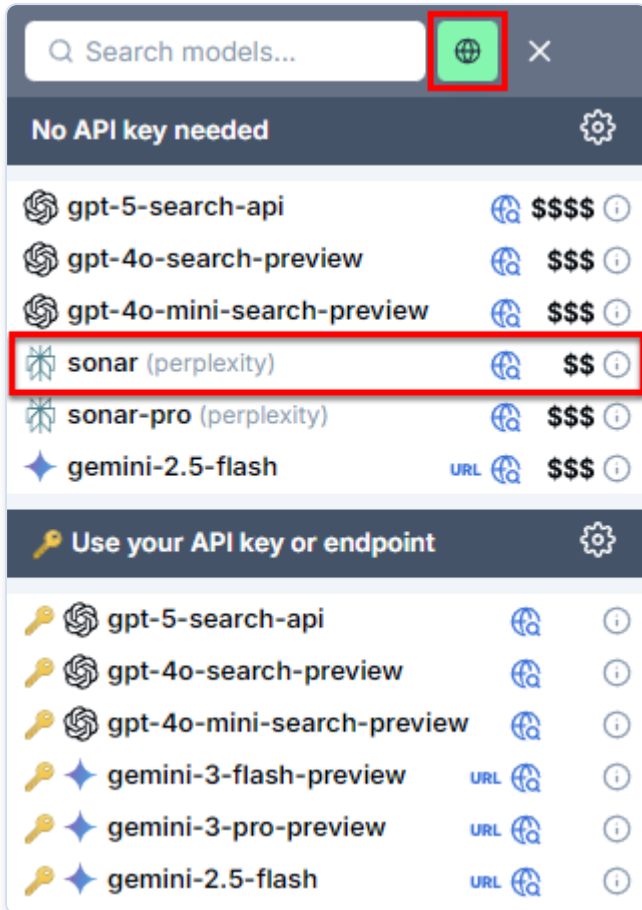 Search models...
No API key needed
gpt-5-search-api $$$$
gpt-4o-search-preview $$$
gpt-4o-mini-search-preview $$$
sonar (perplexity) $$
sonar-pro (perplexity) $$$
gemini-2.5-flash URL $$$
Use your API key or endpoint
gpt-5-search-api
gpt-4o-search-preview
gpt-4o-mini-search-preview
gemini-3-flash-preview URL
gemini-3-pro-preview URL
gemini-2.5-flash URL